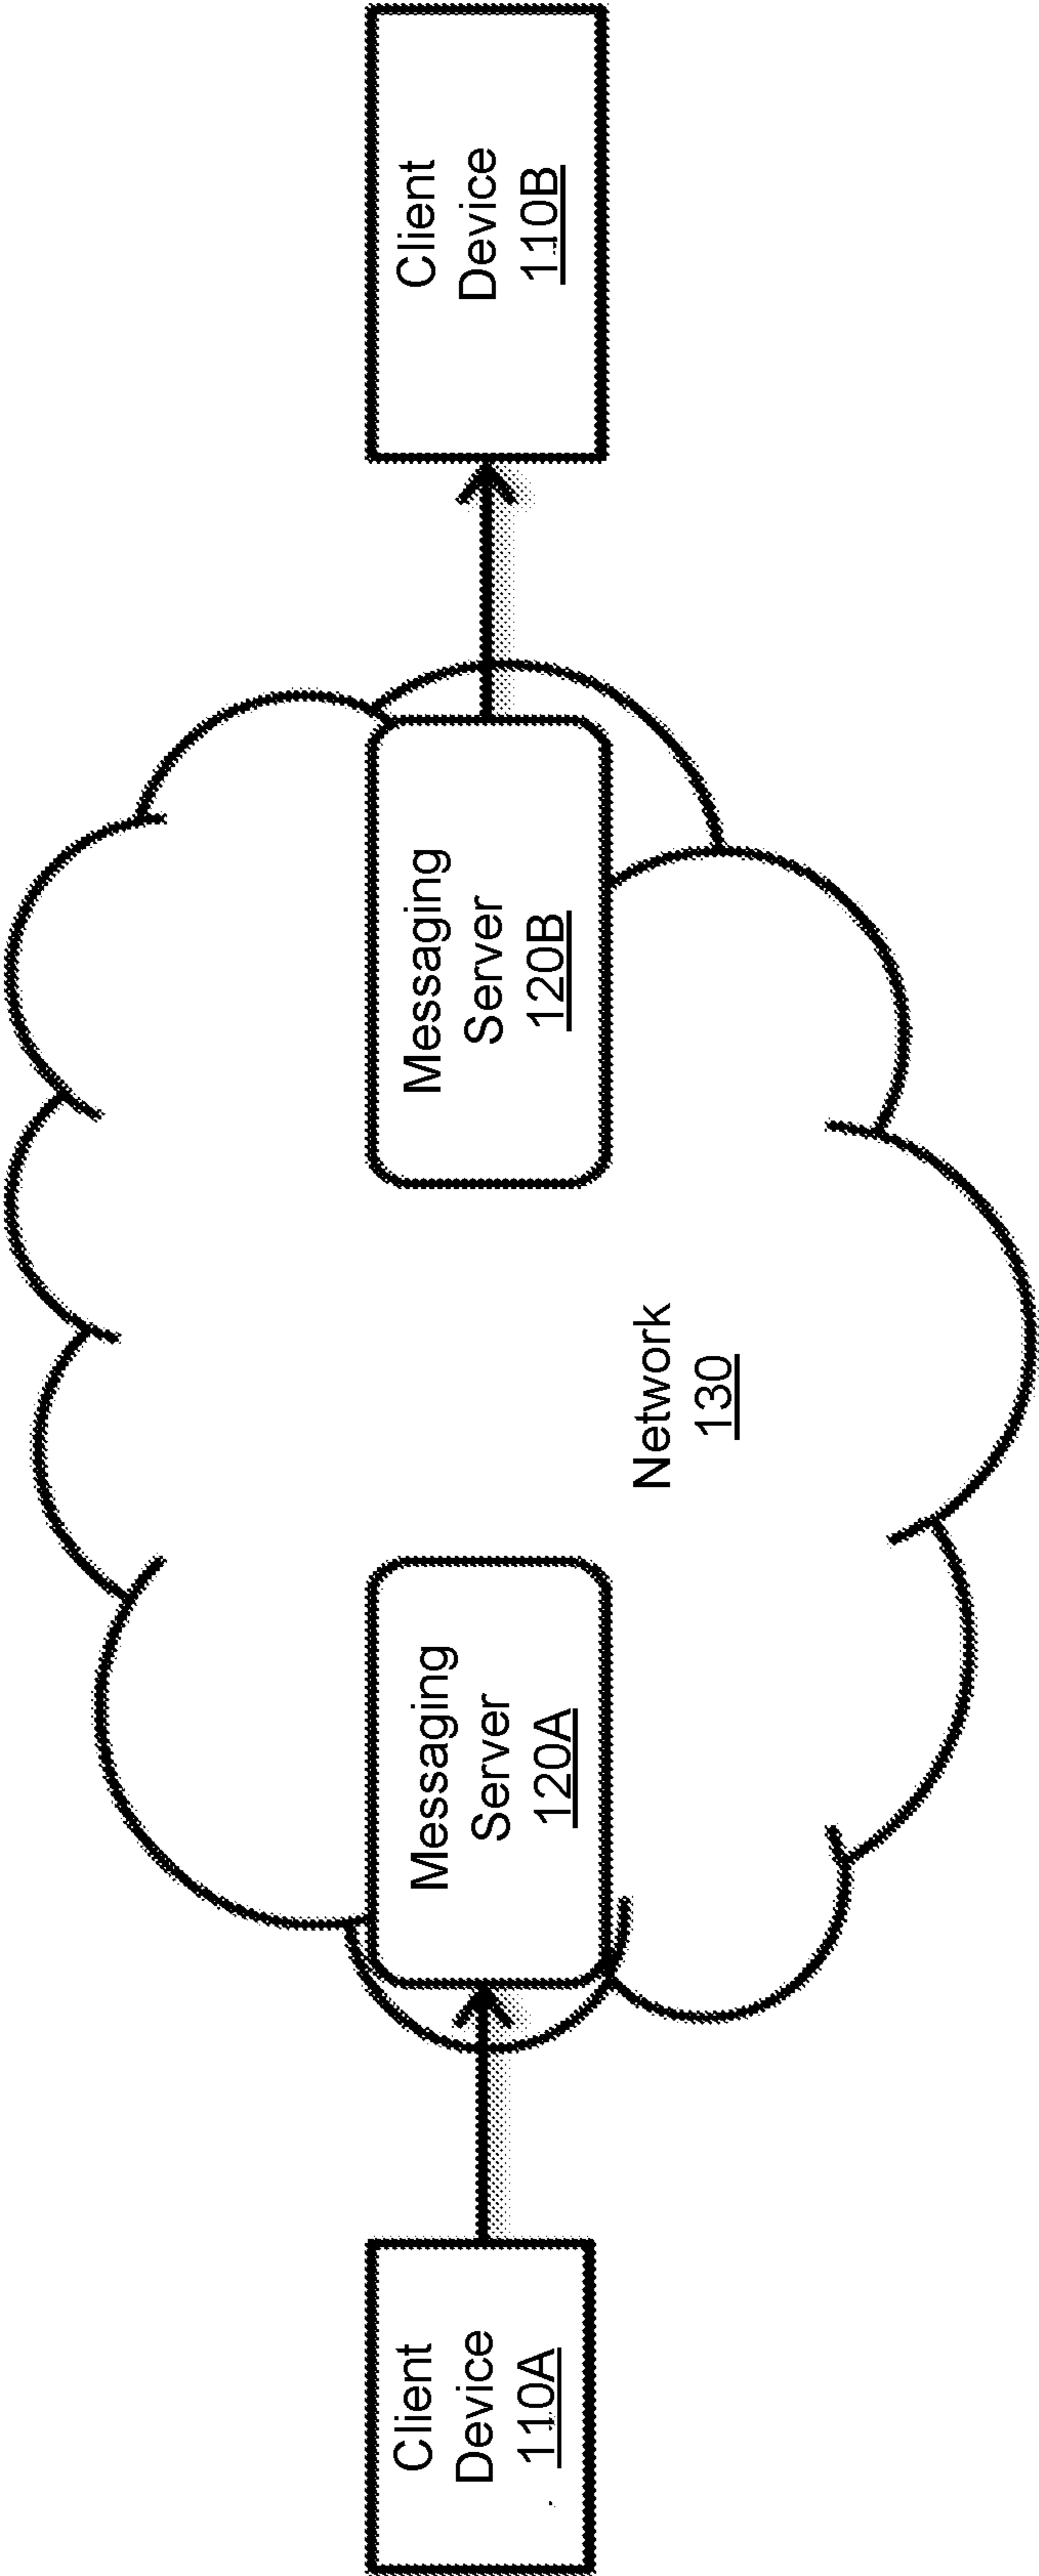 Client
Device
110A
Messaging
Server
120A
Network
130
Messaging
Server
120B
Client
Device
110B